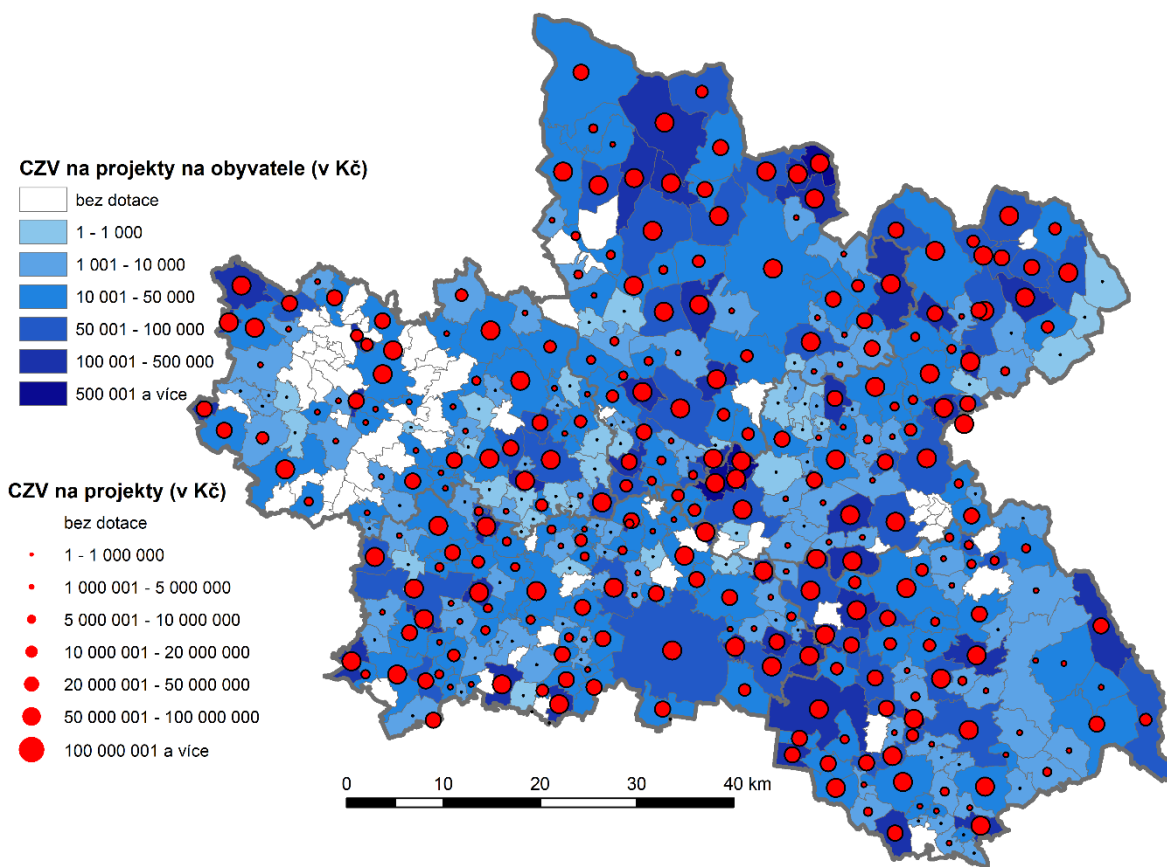 CZV na projekty na obyvatele (v Kč)
bez dotace
1 - 1 000
1 001 - 10 000
10 001 - 50 000
50 001 - 100 000
100 001 - 500 000
500 001 a více
CZV na projekty (v Kč)
bez dotace
1 - 1 000 000
1 000 001 - 5 000 000
5 000 001 - 10 000 000
10 000 001 - 20 000 000
20 000 001 - 50 000 000
50 000 001 - 100 000 000
100 000 001 a více
0 10 20 30 40 km